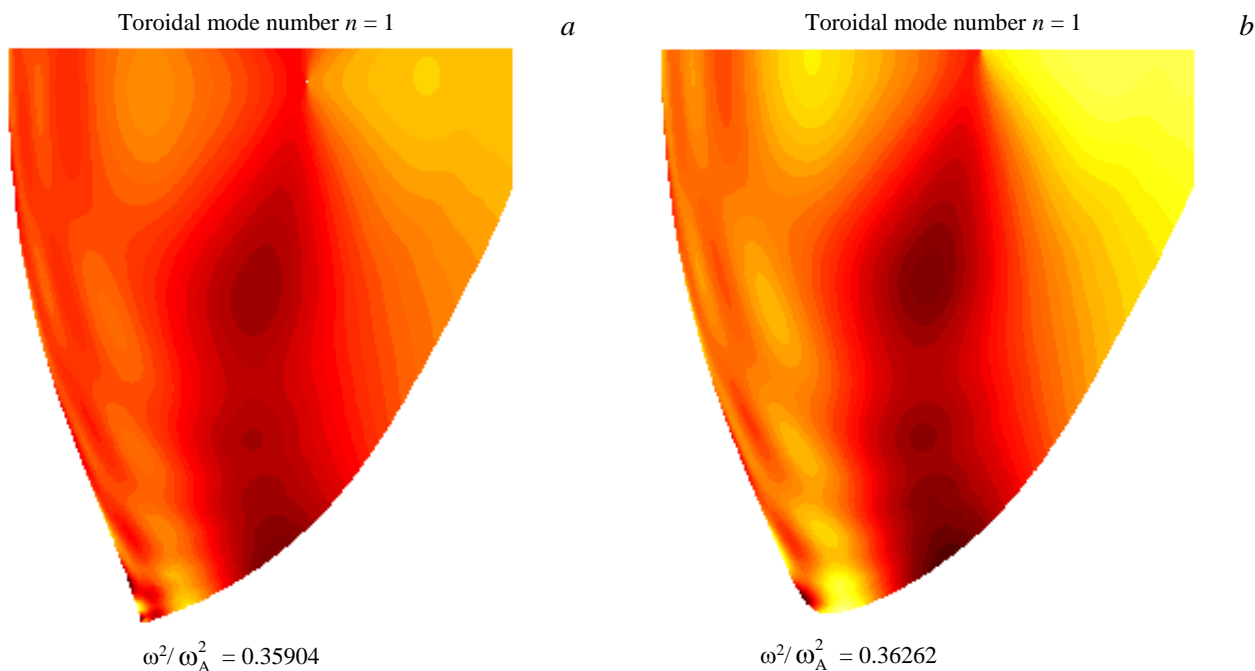 Toroidal mode number n = 1
a
Toroidal mode number n = 1
b
ω²/ω_A² = 0.35904
ω²/ω_A² = 0.36262